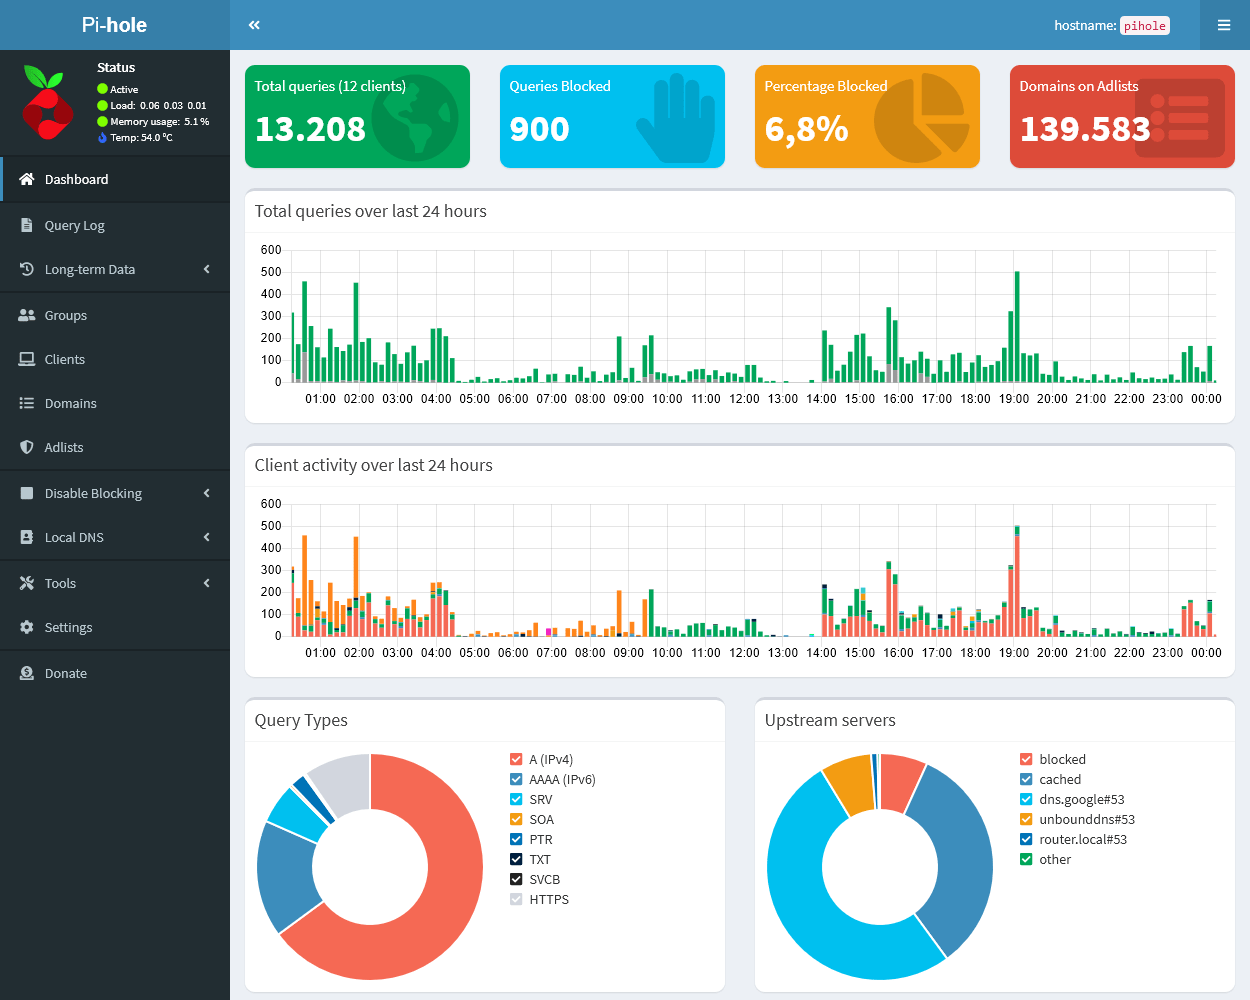 Pi-hole
hostname: pihole
Status
Active
Load: 0.06 0.03 0.01
Memory usage: 5.1 %
Temp: 54.0 °C
Dashboard
Query Log
Long-term Data
Groups
Clients
Domains
Adlists
Disable Blocking
Local DNS
Tools
Settings
Donate
Total queries (12 clients)
13.208
Queries Blocked
900
Percentage Blocked
6,8%
Domains on Adlists
139.583
Total queries over last 24 hours
600
500
400
300
200
100
0
01:00 02:00 03:00 04:00 05:00 06:00 07:00 08:00 09:00 10:00 11:00 12:00 13:00 14:00 15:00 16:00 17:00 18:00 19:00 20:00 21:00 22:00 23:00 00:00
Client activity over last 24 hours
600
500
400
300
200
100
0
01:00 02:00 03:00 04:00 05:00 06:00 07:00 08:00 09:00 10:00 11:00 12:00 13:00 14:00 15:00 16:00 17:00 18:00 19:00 20:00 21:00 22:00 23:00 00:00
Query Types
A (IPv4)
AAAA (IPv6)
SRV
SOA
PTR
TXT
SVCB
HTTPS
Upstream servers
blocked
cached
dns.google#53
unbounddns#53
router.local#53
other